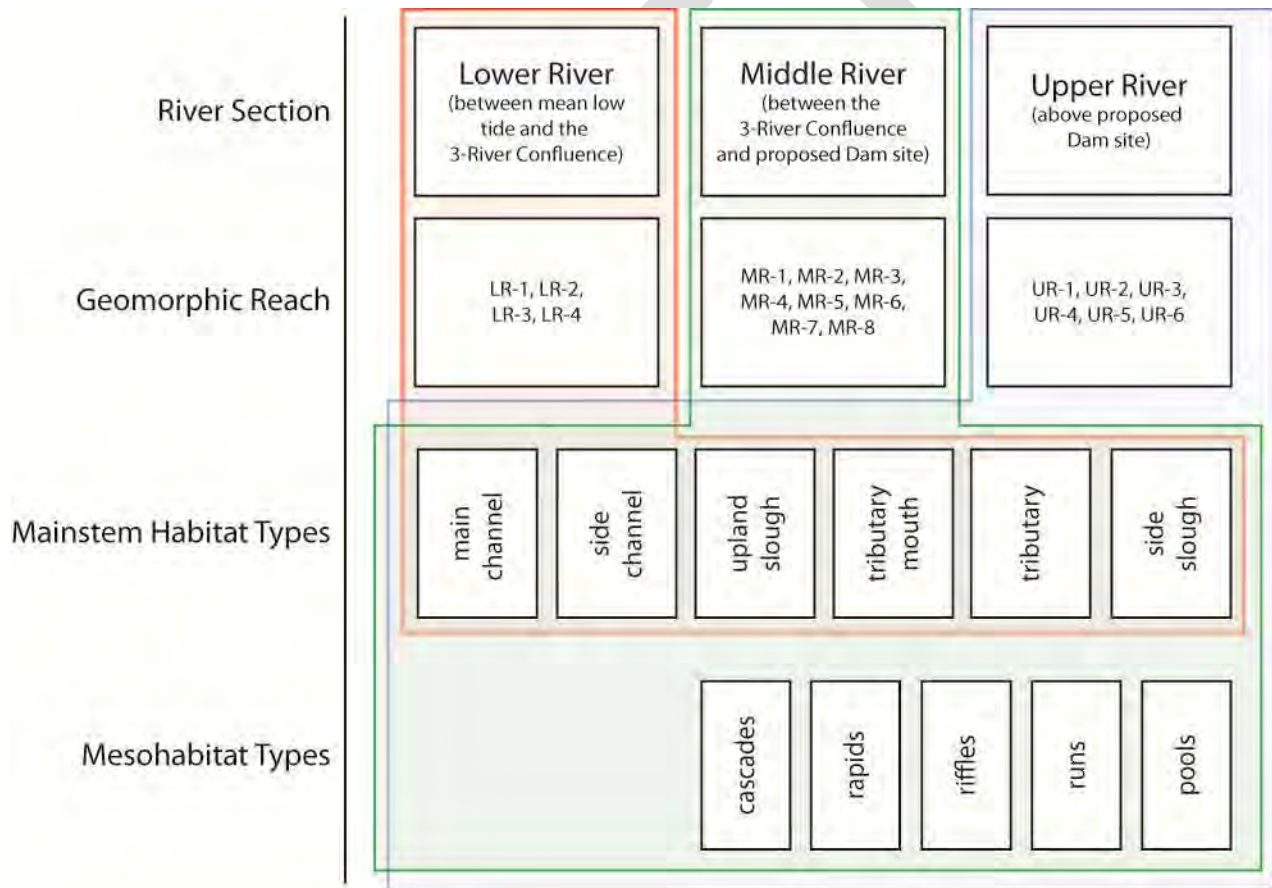 River Section
Lower River
(between mean low
tide and the
3-River Confluence)
Middle River
(between the
3-River Confluence
and proposed Dam site)
Upper River
(above proposed
Dam site)
Geomorphic Reach
LR-1, LR-2,
LR-3, LR-4
MR-1, MR-2, MR-3,
MR-4, MR-5, MR-6,
MR-7, MR-8
UR-1, UR-2, UR-3,
UR-4, UR-5, UR-6
Mainstem Habitat Types
main
channel
side
channel
upland
slough
tributary
mouth
tributary
side
slough
Mesohabitat Types
cascades
rapids
riffles
runs
pools